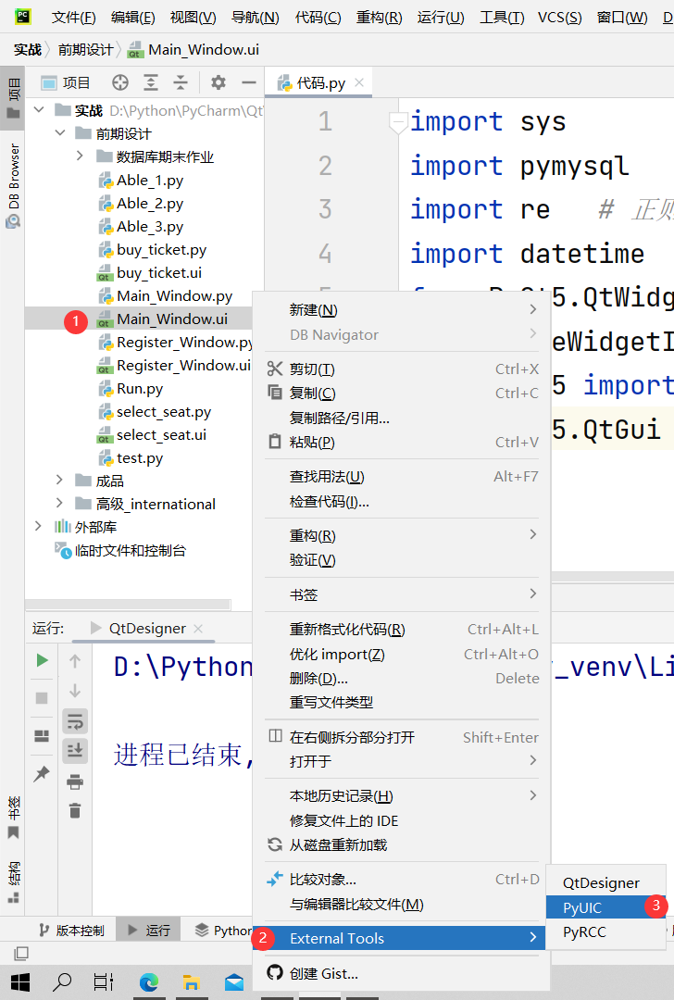 PC 文件(F) 编辑(E) 视图(V) 导航(N) 代码(C) 重构(R) 运行(U) 工具(T) VCS(S) 窗口(W)
实战 前期设计 Main_Window.ui
项目
代码.py
项目
DB Browser
实战 D:\Python\PyCharm\Qt
前期设计
数据库期末作业
Able_1.py
Able_2.py
Able_3.py
buy_ticket.py
buy_ticket.ui
Main_Window.py
1 Main_Window.ui
Register_Window.py
Register_Window.ui
Run.py
select_seat.py
select_seat.ui
test.py
成品
高级_international
外部库
临时文件和控制台
1 import sys
2 import pymysql
3 import re # 正则
4 import datetime
5.QtWidg
eWidgetI
5 import
5.QtGui
新建(N)
DB Navigator
剪切(T) Ctrl+X
复制(C) Ctrl+C
复制路径/引用...
粘贴(P) Ctrl+V
查找用法(U) Alt+F7
检查代码(I)...
重构(R)
验证(V)
书签
重新格式化代码(R) Ctrl+Alt+L
优化 import(Z) Ctrl+Alt+O
删除(D)... Delete
重写文件类型
在右侧拆分部分打开 Shift+Enter
打开于
本地历史记录(H)
修复文件上的 IDE
从磁盘重新加载
比较对象... Ctrl+D
与编辑器比较文件(M)
2 External Tools
创建 Gist...
QtDesigner
PyUIC 3
PyRCC
运行: QtDesigner
D:\Python
_venv\Li
进程已结束,
书签
结构
版本控制 运行 Python